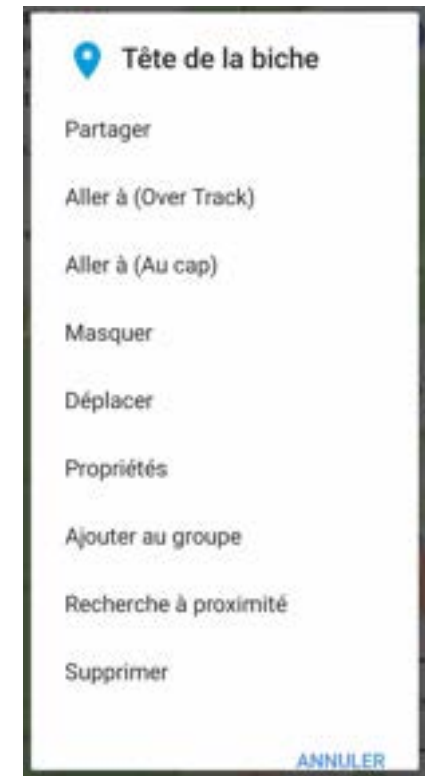 Tête de la biche
Partager
Aller à (Over Track)
Aller à (Au cap)
Masquer
Déplacer
Propriétés
Ajouter au groupe
Recherche à proximité
Supprimer
ANNULER